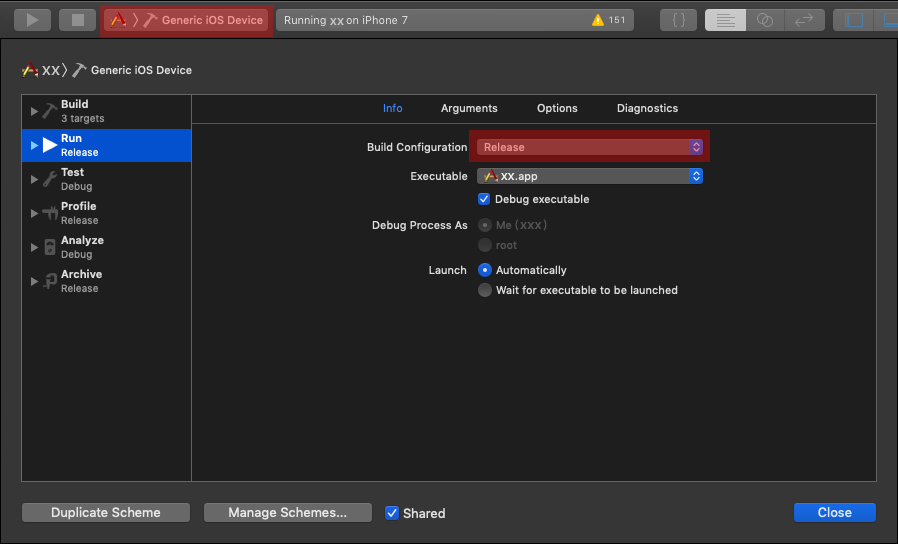 Generic iOS Device
Running xx on iPhone 7
151
{ }
XX
Generic iOS Device
Build
3 targets
Run
Release
Test
Debug
Profile
Release
Analyze
Debug
Archive
Release
Info
Arguments
Options
Diagnostics
Build Configuration
Release
Executable
xx.app
Debug executable
Debug Process As
Me (xxx)
root
Launch
Automatically
Wait for executable to be launched
Duplicate Scheme
Manage Schemes...
Shared
Close